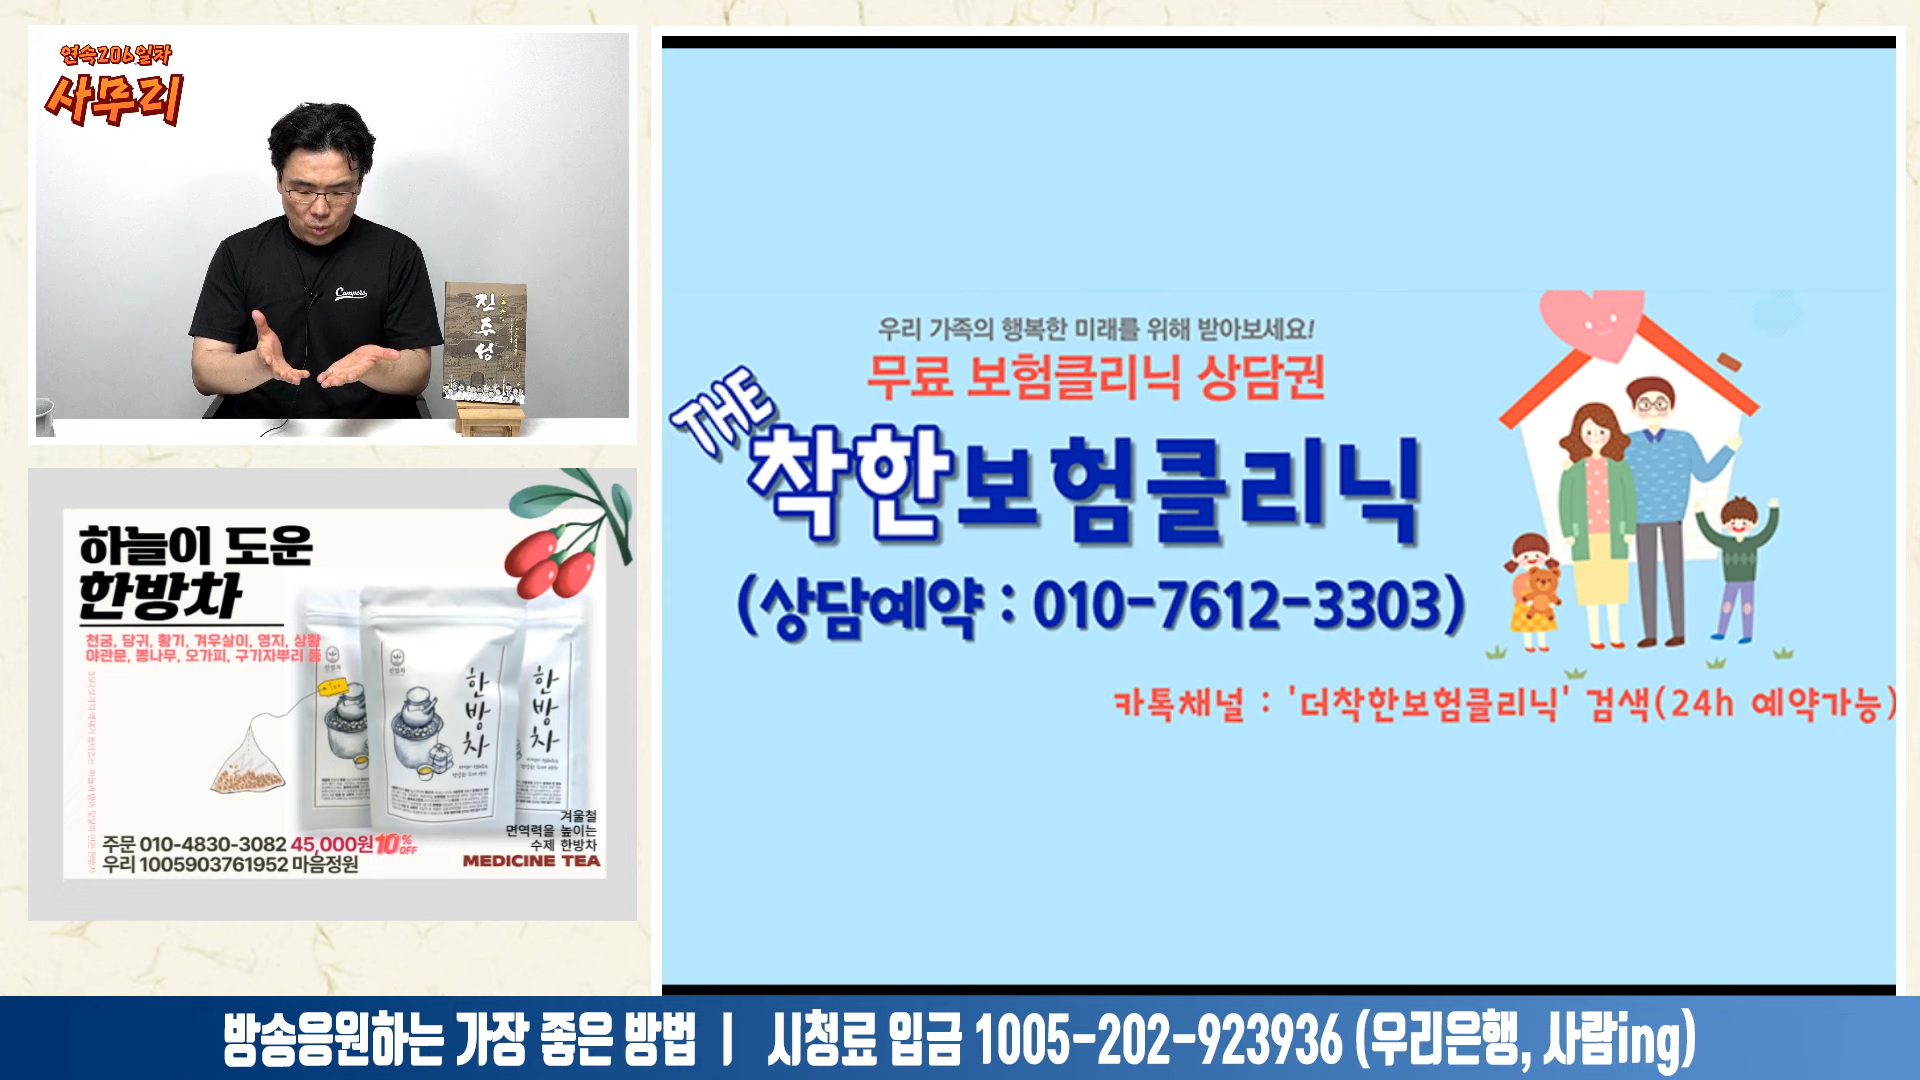 연속206일차
사무리
Campers
진주성
하늘이 도운
한방차
천궁, 당귀, 황기, 겨우살이, 영지, 상황
야관문, 뽕나무, 오가피, 구기자뿌리 등
한방차
한방차
주문 010-4830-3082 45,000원 10% OFF
우리 1005903761952 마음정원
겨울철
면역력을 높이는
수제 한방차
MEDICINE TEA
우리 가족의 행복한 미래를 위해 받아보세요!
무료 보험클리닉 상담권
THE
착한보험클리닉
(상담예약 : 010-7612-3303)
카톡채널 : '더착한보험클리닉' 검색(24h 예약가능)
방송응원하는 가장 좋은 방법 ㅣ 시청료 입금 1005-202-923936 (우리은행, 사람ing)